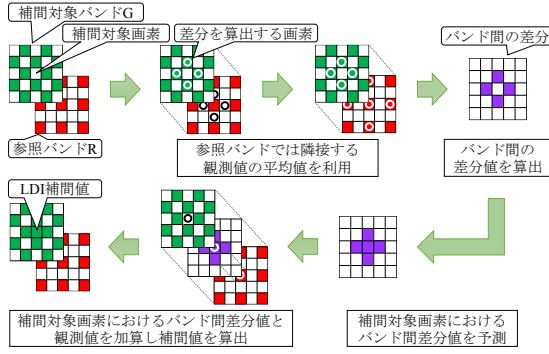 補間対象バンドG
補間対象画素
差分を算出する画素
バンド間の差分
参照バンドR
参照バンドでは隣接する
観測値の平均値を利用
バンド間の
差分値を算出
LDI補間値
補間対象画素におけるバンド間差分値と
観測値を加算し補間値を算出
補間対象画素における
バンド間差分値を予測